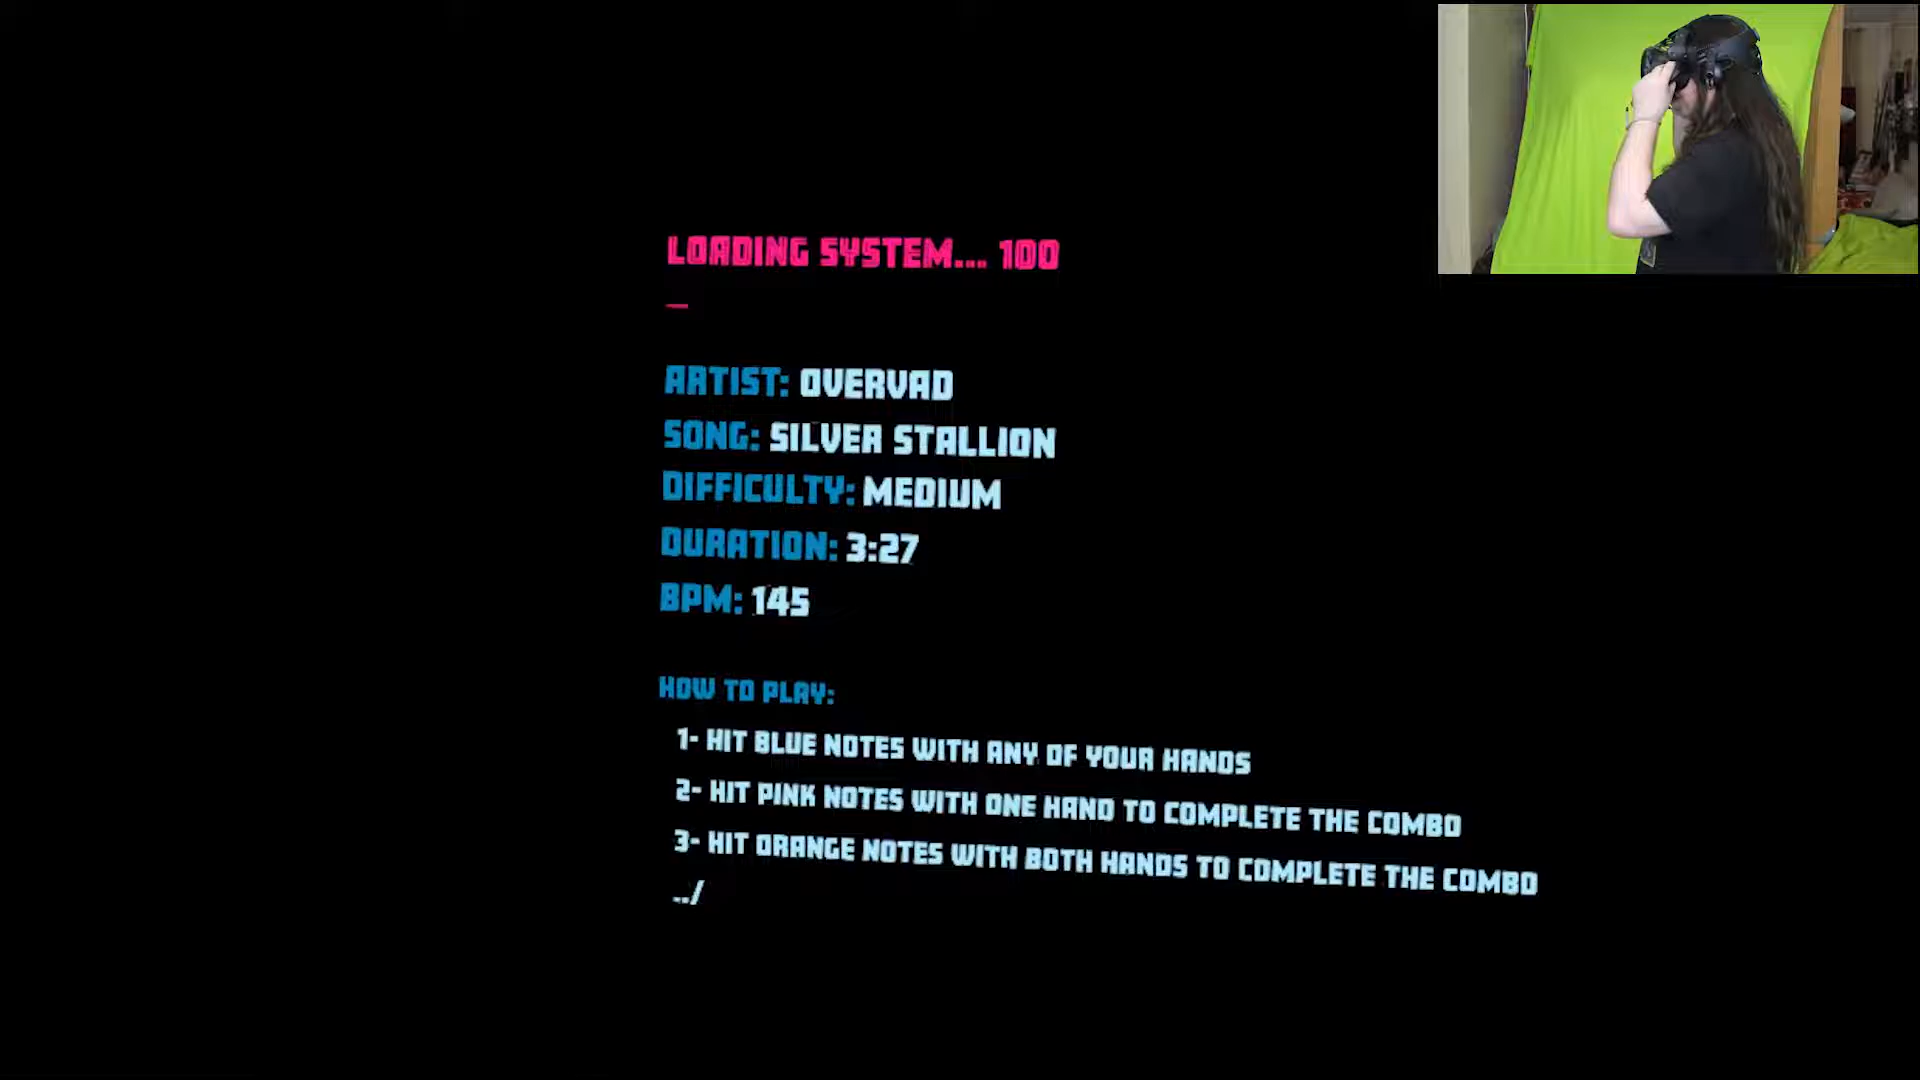 LOADING SYSTEM... 100
_
ARTIST: OVERVAD
SONG: SILVER STALLION
DIFFICULTY: MEDIUM
DURATION: 3:27
BPM: 145
HOW TO PLAY:
1- HIT BLUE NOTES WITH ANY OF YOUR HANDS
2- HIT PINK NOTES WITH ONE HAND TO COMPLETE THE COMBO
3- HIT ORANGE NOTES WITH BOTH HANDS TO COMPLETE THE COMBO
../